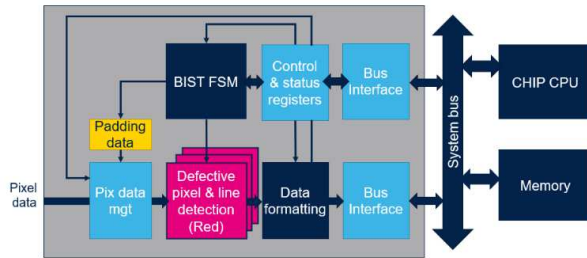 BIST FSM
Control
& status
registers
Bus
Interface
CHIP CPU
System bus
Padding
data
Pixel
data
Pix data
mgt
Defective
pixel & line
detection
(Red)
Data
formatting
Bus
Interface
Memory